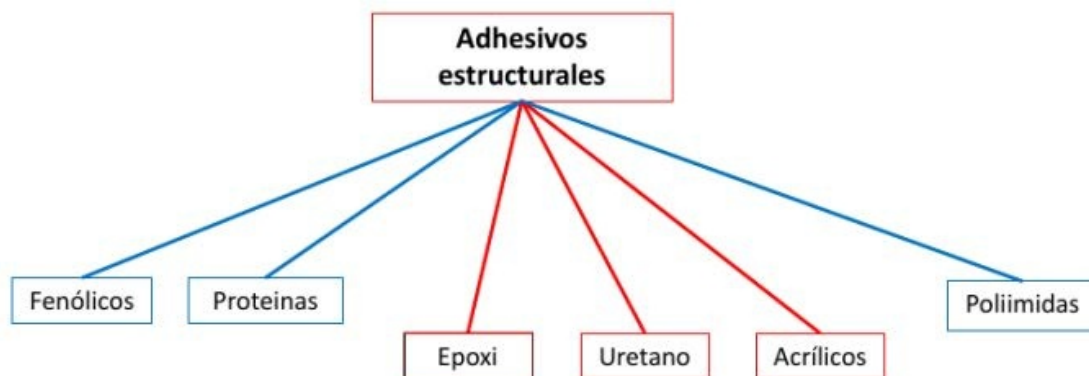 Adhesivos
estructurales
Fenólicos
Proteinas
Poliimidas
Epoxi
Uretano
Acrílicos